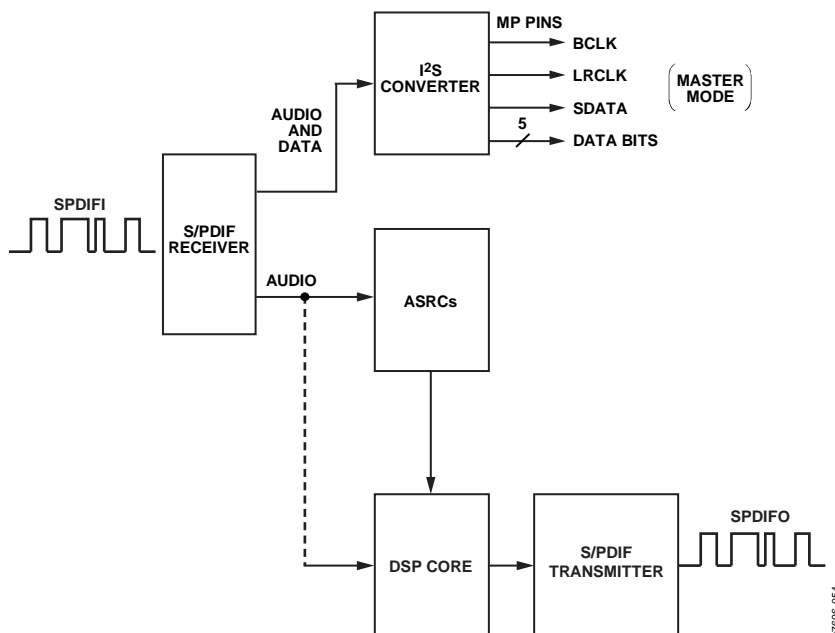 MP PINS
BCLK
I²S
CONVERTER
LRCLK
(MASTER
MODE)
SDATA
5
DATA BITS
AUDIO
AND
DATA
SPDIFI
S/PDIF
RECEIVER
AUDIO
ASRCs
DSP CORE
S/PDIF
TRANSMITTER
SPDIFO